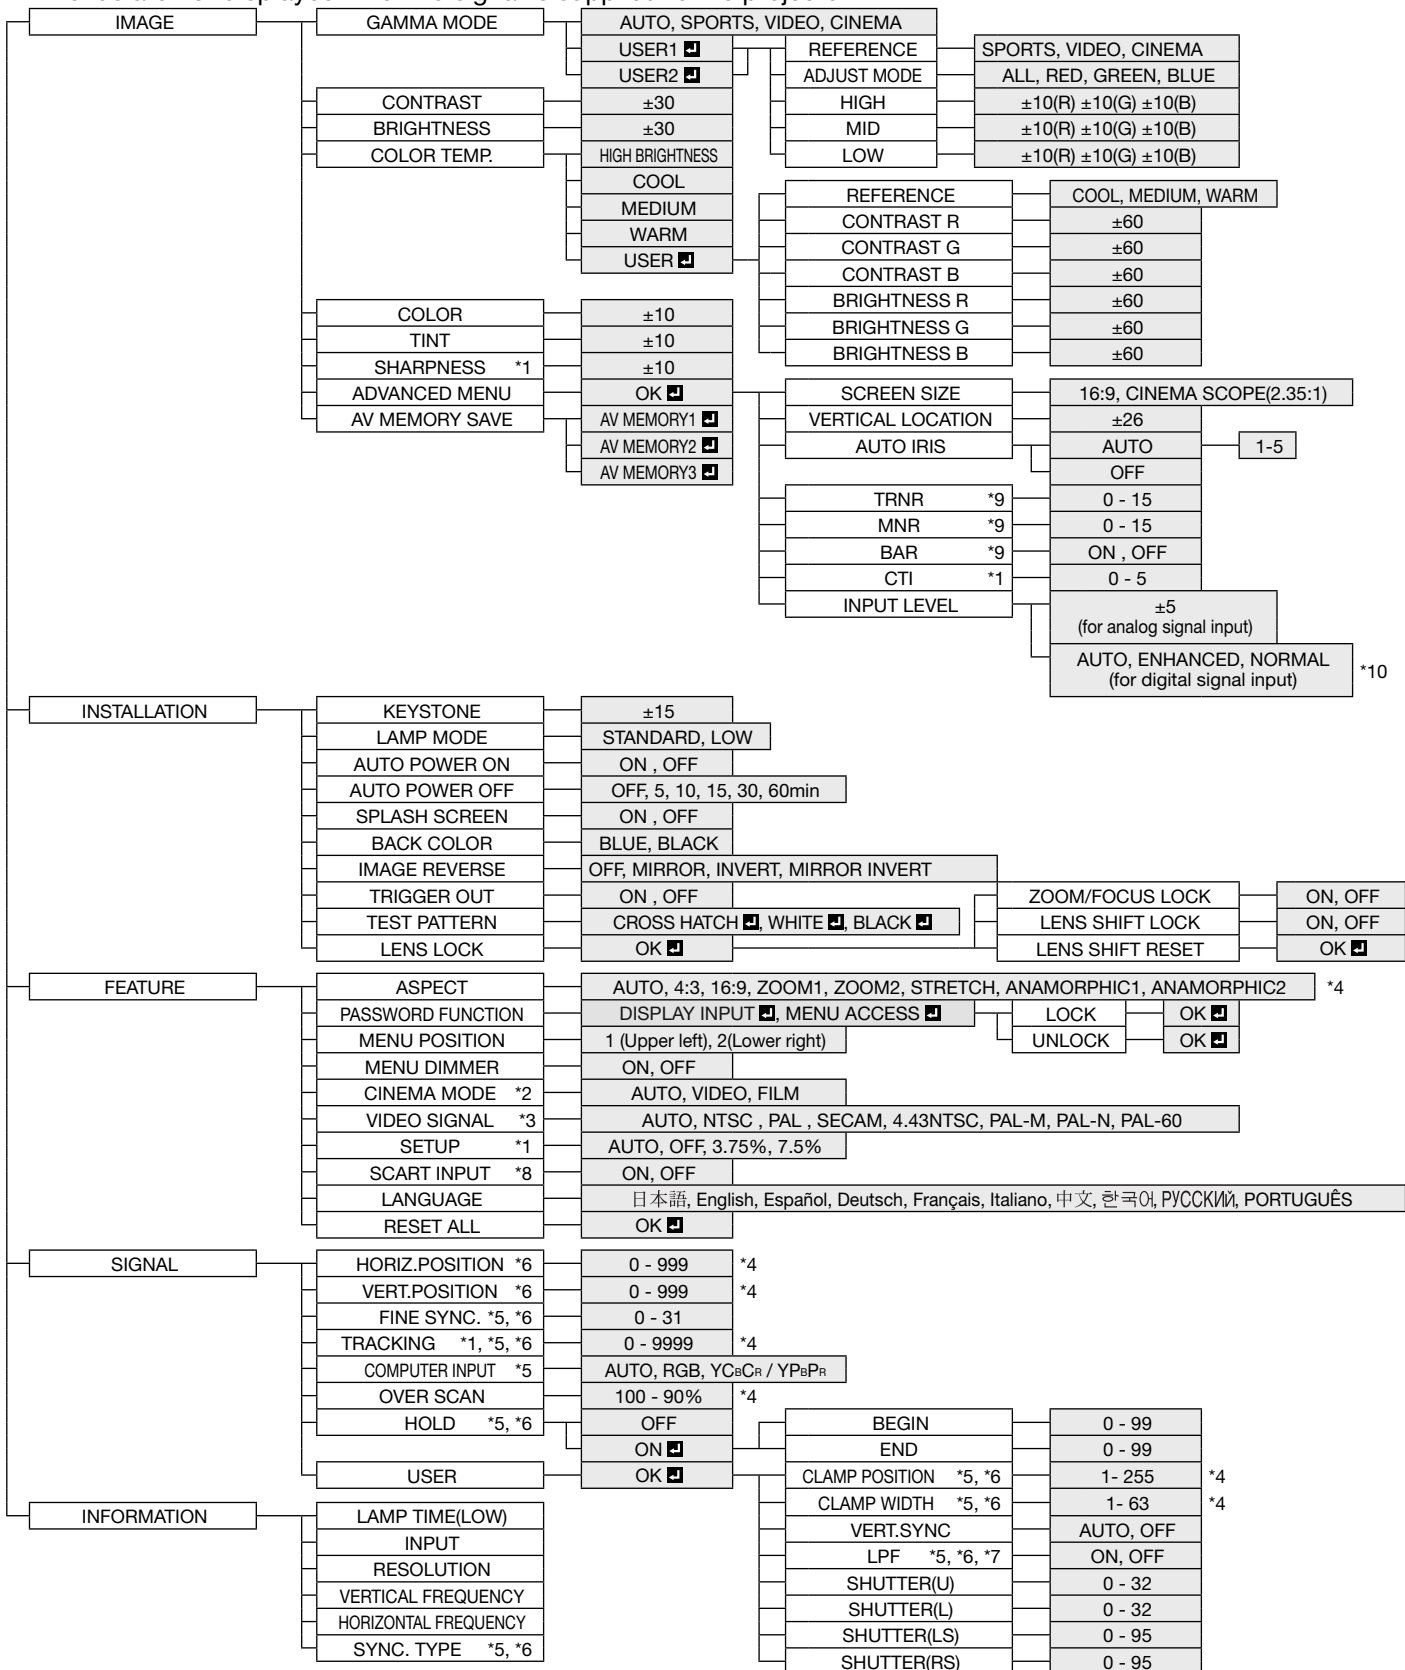 IMAGE GAMMA MODE AUTO, SPORTS, VIDEO, CINEMA
USER1 REFERENCE SPORTS, VIDEO, CINEMA
USER2 ADJUST MODE ALL, RED, GREEN, BLUE
CONTRAST ±30 HIGH ±10(R) ±10(G) ±10(B)
BRIGHTNESS ±30 MID ±10(R) ±10(G) ±10(B)
COLOR TEMP. HIGH BRIGHTNESS LOW ±10(R) ±10(G) ±10(B)
COOL
REFERENCE COOL, MEDIUM, WARM
MEDIUM
CONTRAST R ±60
WARM
CONTRAST G ±60
USER
CONTRAST B ±60
BRIGHTNESS R ±60
COLOR ±10
BRIGHTNESS G ±60
TINT ±10
BRIGHTNESS B ±60
SHARPNESS *1 ±10
ADVANCED MENU OK SCREEN SIZE 16:9, CINEMA SCOPE(2.35:1)
AV MEMORY SAVE AV MEMORY1 VERTICAL LOCATION ±26
AV MEMORY2 AUTO IRIS AUTO 1-5
AV MEMORY3 OFF
TRNR *9 0 - 15
MNR *9 0 - 15
BAR *9 ON , OFF
CTI *1 0 - 5
INPUT LEVEL ±5
(for analog signal input)
AUTO, ENHANCED, NORMAL
(for digital signal input) *10
INSTALLATION KEYSTONE ±15
LAMP MODE STANDARD, LOW
AUTO POWER ON ON , OFF
AUTO POWER OFF OFF, 5, 10, 15, 30, 60min
SPLASH SCREEN ON , OFF
BACK COLOR BLUE, BLACK
IMAGE REVERSE OFF, MIRROR, INVERT, MIRROR INVERT
TRIGGER OUT ON , OFF ZOOM/FOCUS LOCK ON, OFF
TEST PATTERN CROSS HATCH , WHITE , BLACK LENS SHIFT LOCK ON, OFF
LENS LOCK OK LENS SHIFT RESET OK
FEATURE ASPECT AUTO, 4:3, 16:9, ZOOM1, ZOOM2, STRETCH, ANAMORPHIC1, ANAMORPHIC2 *4
PASSWORD FUNCTION DISPLAY INPUT , MENU ACCESS LOCK OK
MENU POSITION 1 (Upper left), 2(Lower right) UNLOCK OK
MENU DIMMER ON, OFF
CINEMA MODE *2 AUTO, VIDEO, FILM
VIDEO SIGNAL *3 AUTO, NTSC , PAL , SECAM, 4.43NTSC, PAL-M, PAL-N, PAL-60
SETUP *1 AUTO, OFF, 3.75%, 7.5%
SCART INPUT *8 ON, OFF
LANGUAGE 日本語, English, Español, Deutsch, Français, Italiano, 中文, 한국어, РУССКИЙ, PORTUGUÊS
RESET ALL OK
SIGNAL HORIZ.POSITION *6 0 - 999 *4
VERT.POSITION *6 0 - 999 *4
FINE SYNC. *5, *6 0 - 31
TRACKING *1, *5, *6 0 - 9999 *4
COMPUTER INPUT *5 AUTO, RGB, YCBCR / YPBPR
OVER SCAN 100 - 90% *4
HOLD *5, *6 OFF BEGIN 0 - 99
ON END 0 - 99
USER OK CLAMP POSITION *5, *6 1- 255 *4
CLAMP WIDTH *5, *6 1- 63 *4
INFORMATION LAMP TIME(LOW)
VERT.SYNC AUTO, OFF
INPUT
LPF *5, *6, *7 ON, OFF
RESOLUTION
SHUTTER(U) 0 - 32
VERTICAL FREQUENCY
SHUTTER(L) 0 - 32
HORIZONTAL FREQUENCY
SHUTTER(LS) 0 - 95
SYNC. TYPE *5, *6
SHUTTER(RS) 0 - 95